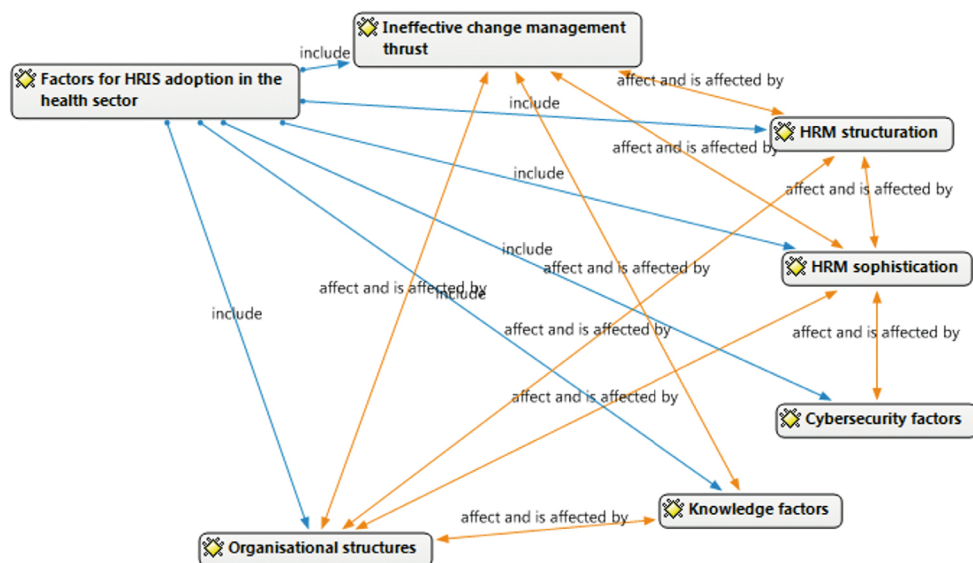 Ineffective change management
thrust
include
Factors for HRIS adoption in the
health sector
affect and is affected by
include
HRM structuration
affect and is affected by
include
affect and is affected by
include
HRM sophistication
affect and is affected by
affect and is affected by
include
include
affect and is affected by
affect and is affected by
affect and is affected by
Cybersecurity factors
Knowledge factors
affect and is affected by
Organisational structures